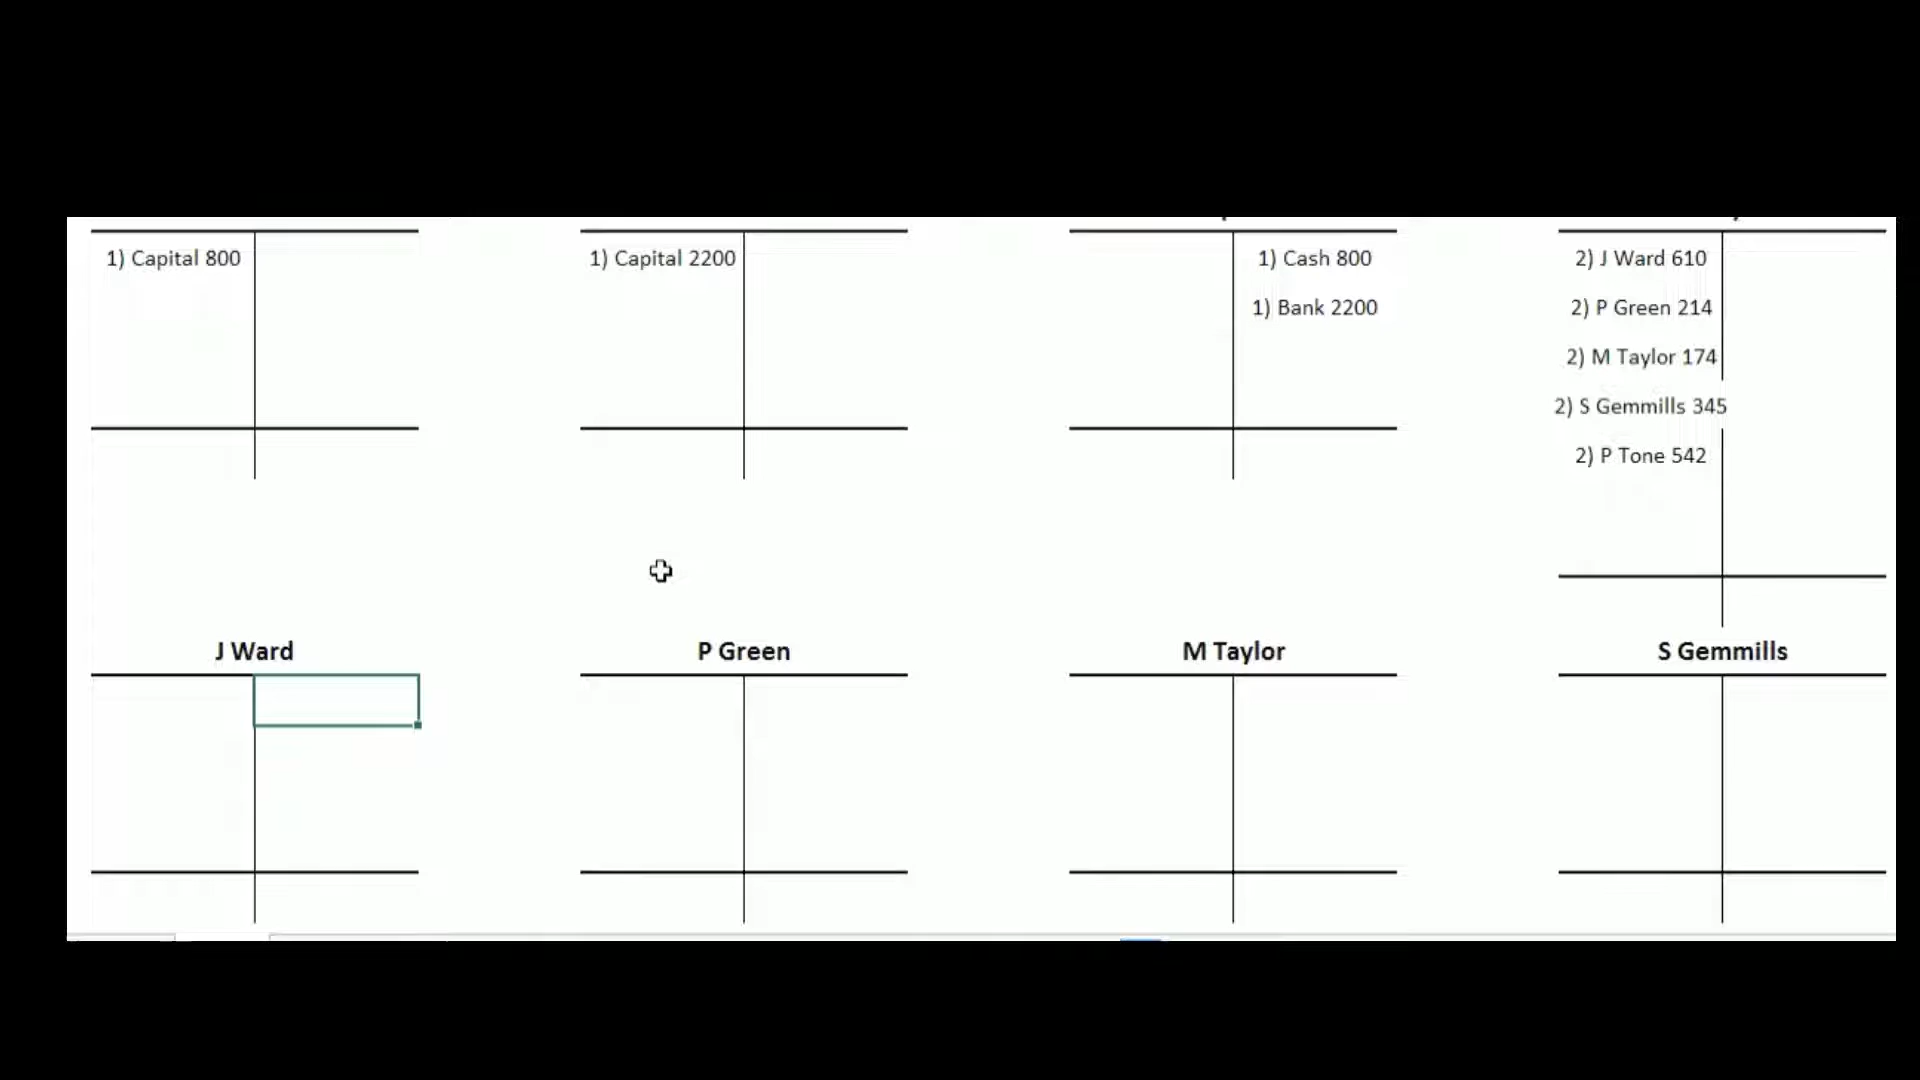 1) Capital 800
1) Capital 2200
1) Cash 800
1) Bank 2200
2) J Ward 610
2) P Green 214
2) M Taylor 174
2) S Gemmills 345
2) P Tone 542
J Ward
P Green
M Taylor
S Gemmills